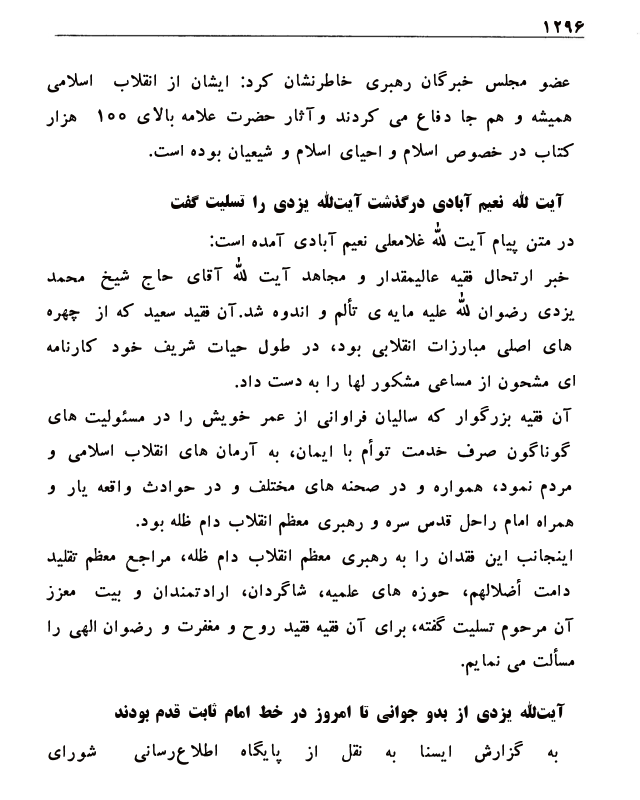 ۱۲۹۶
عضو مجلس خبرگان رهبری خاطرنشان کرد: ایشان از انقلاب اسلامی
همیشه و هم جا دفاع می کردند و آثار حضرت علامه بالای ۱۰۰ هزار
کتاب در خصوص اسلام و احیای اسلام و شیعیان بوده است.
آیت لله نعیم آبادی درگذشت آیت‌لله یزدی را تسلیت گفت
در متن پیام آیت لله غلامعلی نعیم آبادی آمده است:
خبر ارتحال فقیه عالیمقدار و مجاهد آیت لله آقای حاج شیخ محمد
یزدی رضوان لله علیه مایه ی تألم و اندوه شد.آن فقید سعید که از چهره
های اصلی مبارزات انقلابی بود، در طول حیات شریف خود کارنامه
ای مشحون از مساعی مشکور لها را به دست داد.
آن فقیه بزرگوار که سالیان فراوانی از عمر خویش را در مسئولیت های
گوناگون صرف خدمت توأم با ایمان، به آرمان های انقلاب اسلامی و
مردم نمود، همواره و در صحنه های مختلف و در حوادث واقعه یار و
همراه امام راحل قدس سره و رهبری معظم انقلاب دام ظله بود.
اینجانب این فقدان را به رهبری معظم انقلاب دام ظله، مراجع معظم تقلید
دامت أضلالهم، حوزه های علمیه، شاگردان، ارادتمندان و بیت معزز
آن مرحوم تسلیت گفته، برای آن فقیه فقید روح و مغفرت و رضوان الهی را
مسألت می نمایم.
آیت‌لله یزدی از بدو جوانی تا امروز در خط امام ثابت قدم بودند
به گزارش ایسنا به نقل از پایگاه اطلاع‌رسانی شورای